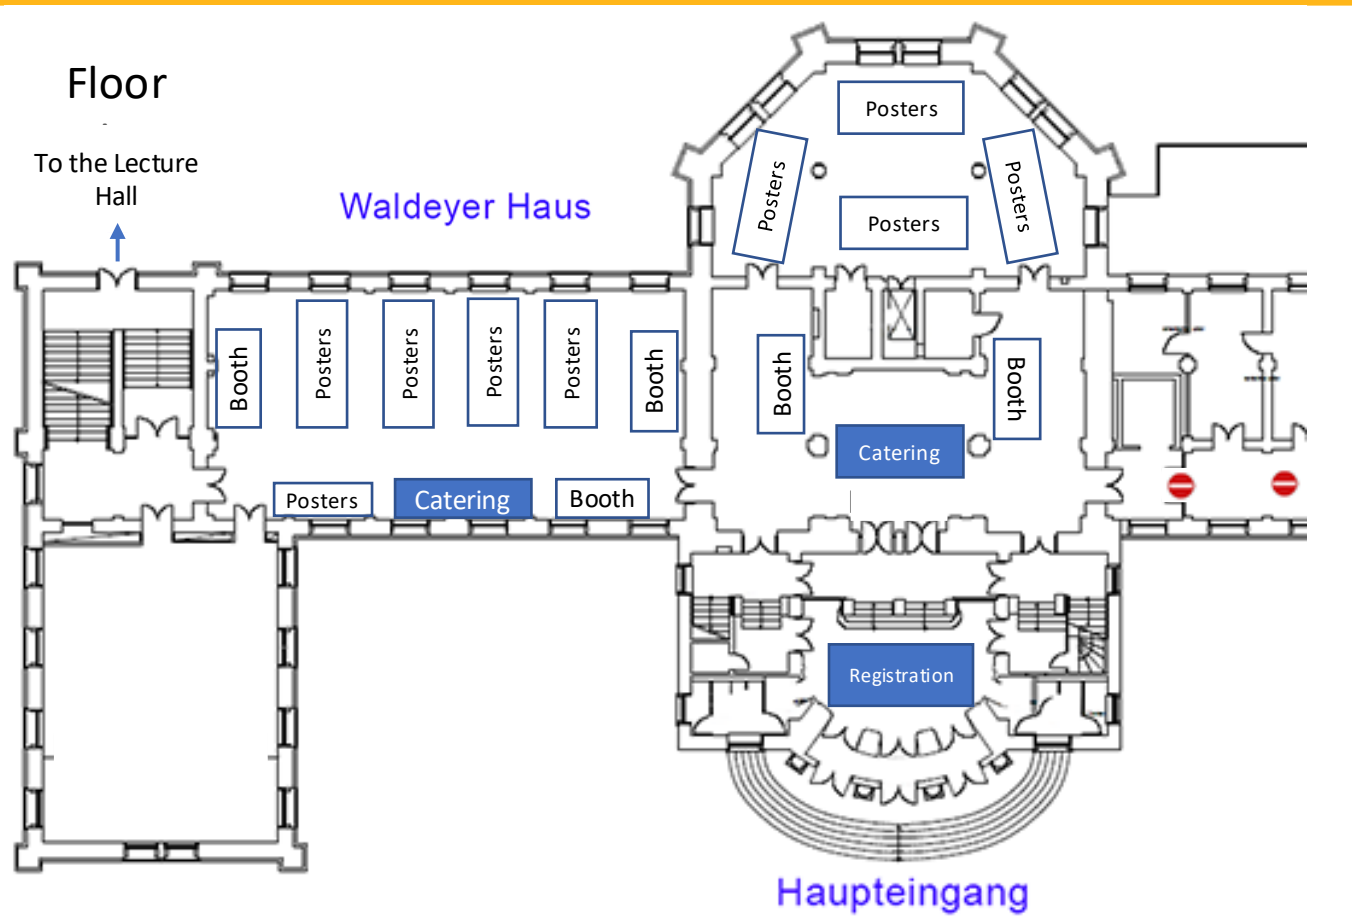 Floor
To the Lecture
Hall
Waldeyer Haus
Posters
Posters
Posters
Posters
Booth
Posters
Posters
Posters
Posters
Booth
Booth
Booth
Catering
Posters
Catering
Booth
Registration
Haupteingang